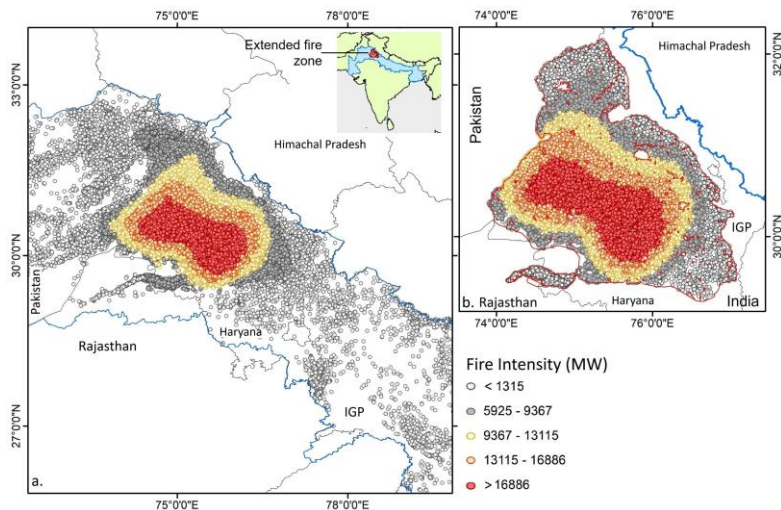 75°0'0"E
78°0'0"E
Extended fire
zone
33°0'0"N
30°0'0"N
27°0'0"N
Himachal Pradesh
Pakistan
Rajasthan
Haryana
IGP
a.
75°0'0"E
78°0'0"E
74°0'0"E
76°0'0"E
Himachal Pradesh
Pakistan
32°0'0"N
30°0'0"N
IGP
b. Rajasthan
Haryana
India
74°0'0"E
76°0'0"E
Fire Intensity (MW)
< 1315
5925 - 9367
9367 - 13115
13115 - 16886
> 16886